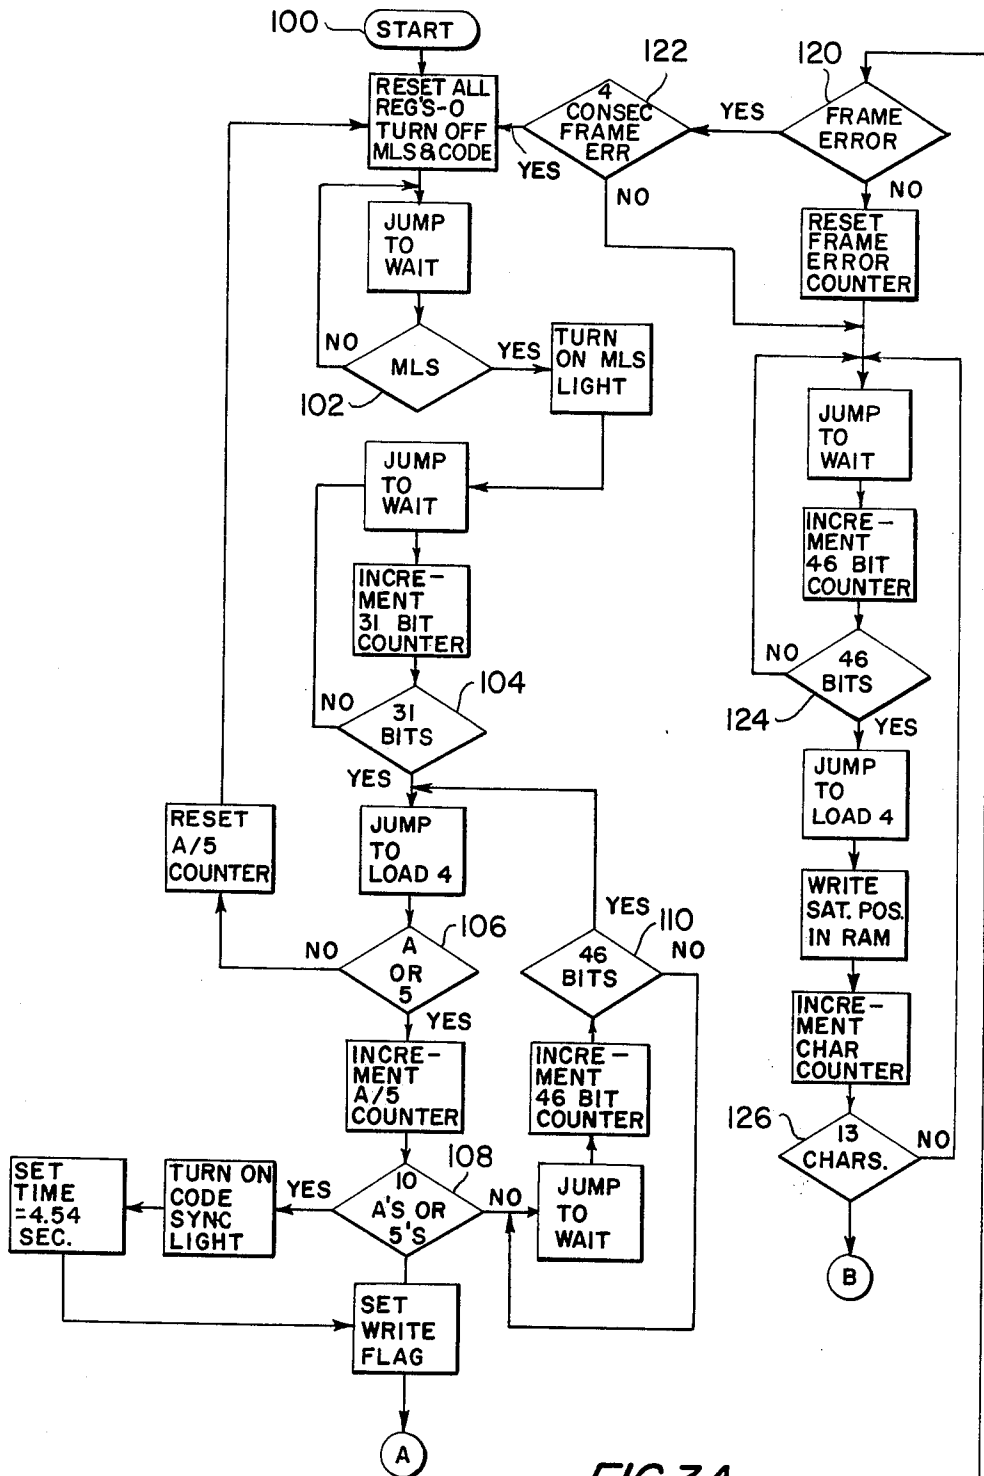 100
START
RESET ALL
REG'S-0
TURN OFF
MLS & CODE
JUMP
TO
WAIT
NO
MLS
YES
102
TURN
ON MLS
LIGHT
JUMP
TO
WAIT
INCRE-
MENT
31 BIT
COUNTER
NO
31
BITS
104
YES
JUMP
TO
LOAD 4
RESET
A/5
COUNTER
NO
A
OR
5
106
YES
INCRE-
MENT
A/5
COUNTER
10
A'S OR
5'S
108
YES
NO
TURN ON
CODE
SYNC
LIGHT
SET
TIME
=4.54
SEC.
SET
WRITE
FLAG
A
JUMP
TO
WAIT
INCRE-
MENT
46 BIT
COUNTER
46
BITS
110
YES
NO
122
4
CONSEC
FRAME
ERR
YES
NO
120
FRAME
ERROR
YES
NO
RESET
FRAME
ERROR
COUNTER
JUMP
TO
WAIT
INCRE-
MENT
46 BIT
COUNTER
NO
46
BITS
124
YES
JUMP
TO
LOAD 4
WRITE
SAT. POS.
IN RAM
INCRE-
MENT
CHAR
COUNTER
126
13
CHARS.
NO
B
FIG. 3A